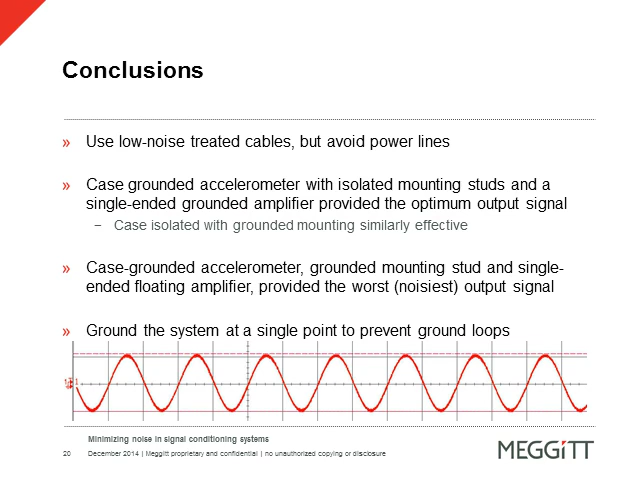 Conclusions
» Use low-noise treated cables, but avoid power lines
» Case grounded accelerometer with isolated mounting studs and a
single-ended grounded amplifier provided the optimum output signal
− Case isolated with grounded mounting similarly effective
» Case-grounded accelerometer, grounded mounting stud and single-
ended floating amplifier, provided the worst (noisiest) output signal
» Ground the system at a single point to prevent ground loops
Minimizing noise in signal conditioning systems
20 December 2014 | Meggitt proprietary and confidential | no unauthorized copying or disclosure
MEGGiTT